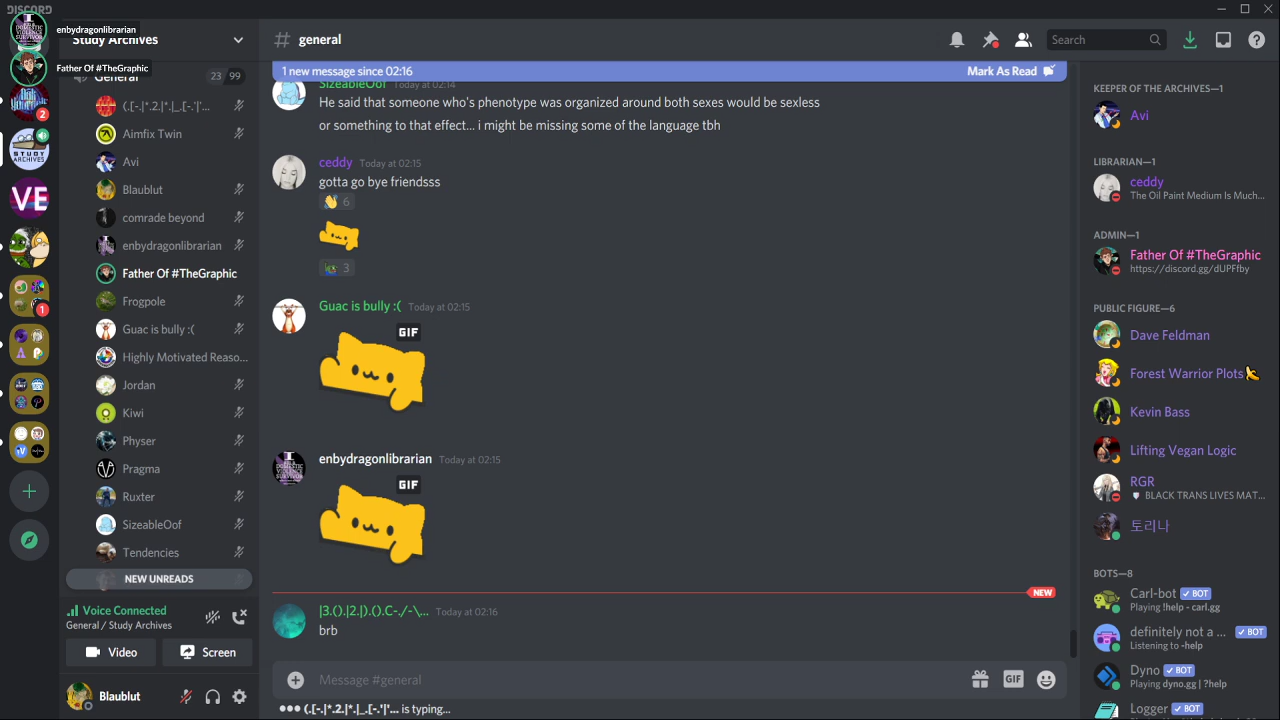 DISCORD
enbydragonlibrarian
Father Of #TheGraphic
2
VE
1
Study Archives
General
23 99
(.[-.|*.2.|*.|_.[-.'|'...
Aimfix Twin
Avi
Blaublut
comrade beyond
enbydragonlibrarian
Father Of #TheGraphic
Frogpole
Guac is bully :(
Highly Motivated Reaso...
Jordan
Kiwi
Physer
Pragma
Ruxter
SizeableOof
Tendencies
NEW UNREADS
Voice Connected
General / Study Archives
Video
Screen
Blaublut
# general
Search
1 new message since 02:16
Mark As Read
SizeableOof Today at 02:14
He said that someone who's phenotype was organized around both sexes would be sexless
or something to that effect... i might be missing some of the language tbh
ceddy Today at 02:15
gotta go bye friendsss
6
3
Guac is bully :( Today at 02:15
GIF
enbydragonlibrarian Today at 02:15
GIF
NEW
|3.().|2.|).().C-./-\... Today at 02:16
brb
Message #general
GIF
(.[-.|*.2.|*.|_.[-.'|'... is typing...
KEEPER OF THE ARCHIVES—1
Avi
LIBRARIAN—1
ceddy
The Oil Paint Medium Is Much...
ADMIN—1
Father Of #TheGraphic
https://discord.gg/dUPFfby
PUBLIC FIGURE—6
Dave Feldman
Forest Warrior Plots
Kevin Bass
Lifting Vegan Logic
RGR
BLACK TRANS LIVES MAT...
토리나
BOTS—8
Carl-bot BOT
Playing !help - carl.gg
definitely not a ... BOT
Listening to -help
Dyno BOT
Playing dyno.gg | ?help
Logger BOT